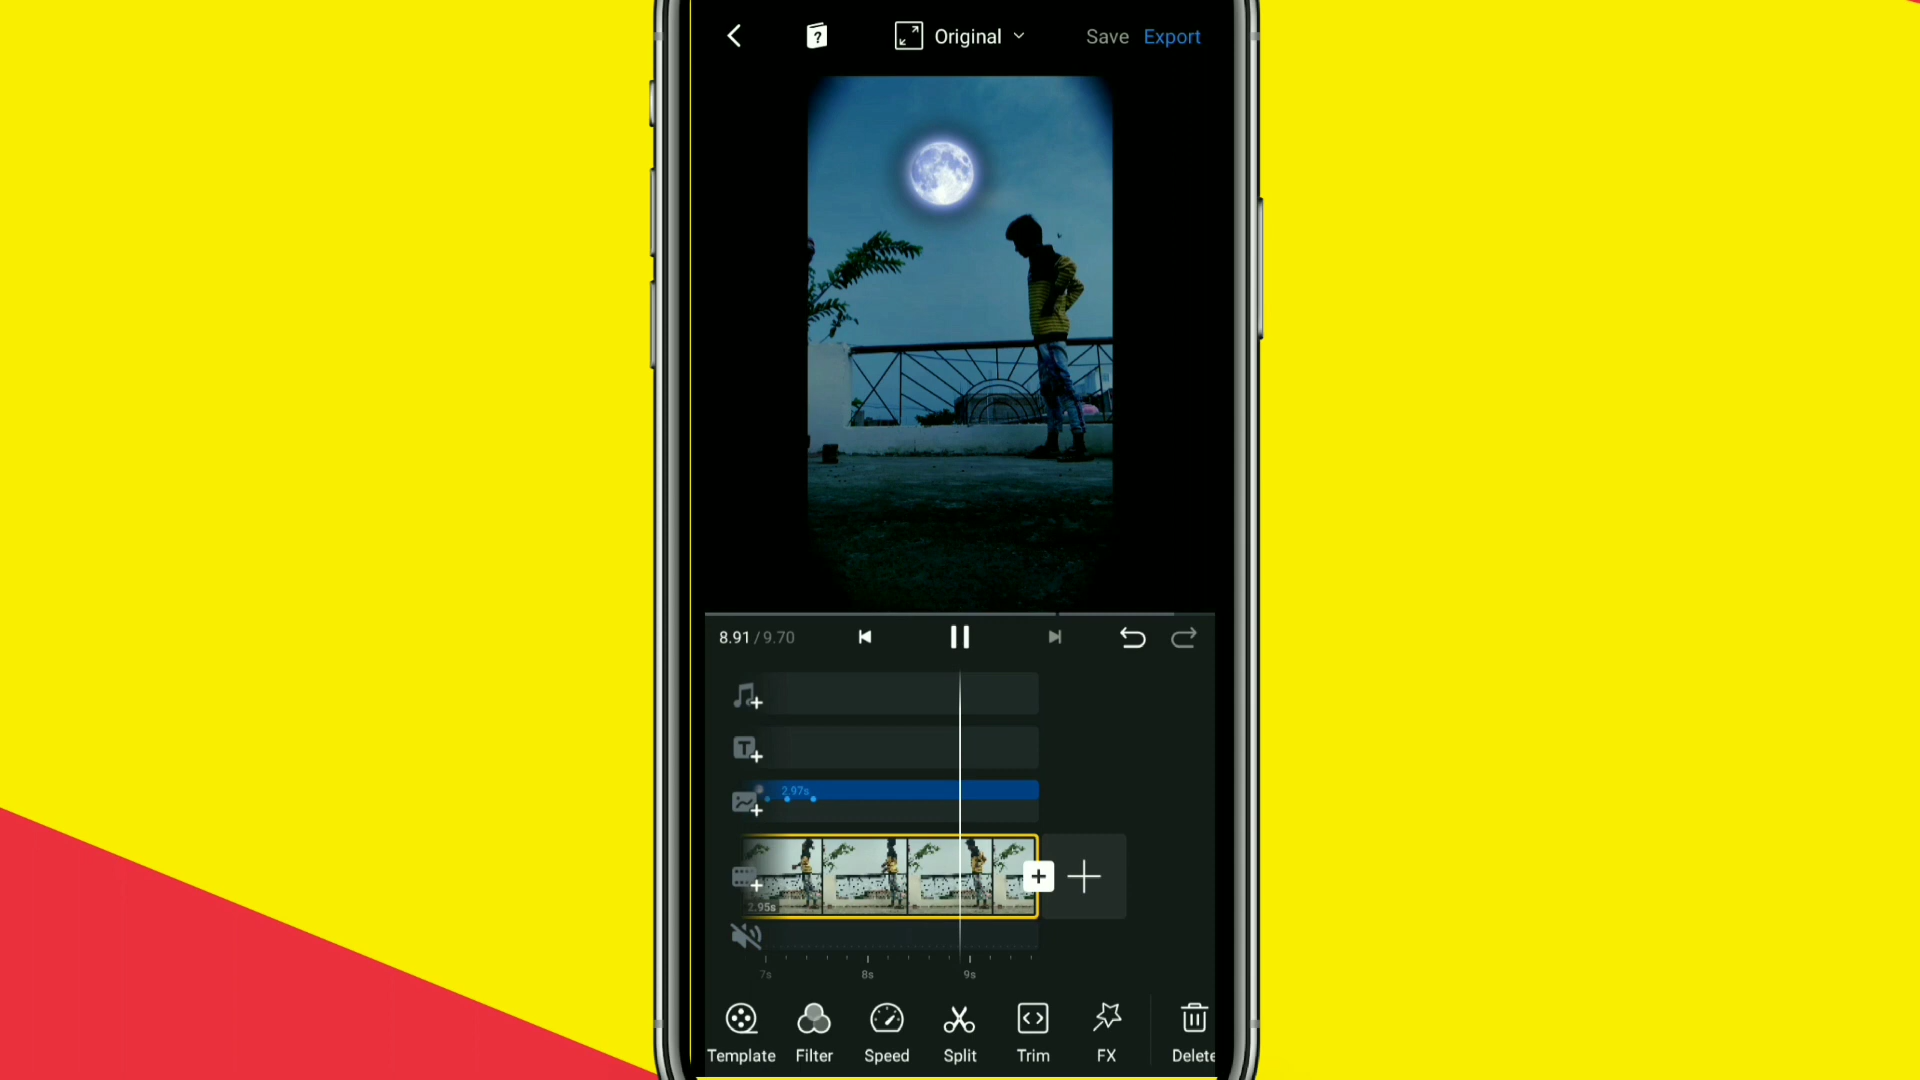 Original Save Export
8.91 / 9.70
T
2.97s
2.95s
7s 8s 9s
Template Filter Speed Split Trim FX Delete